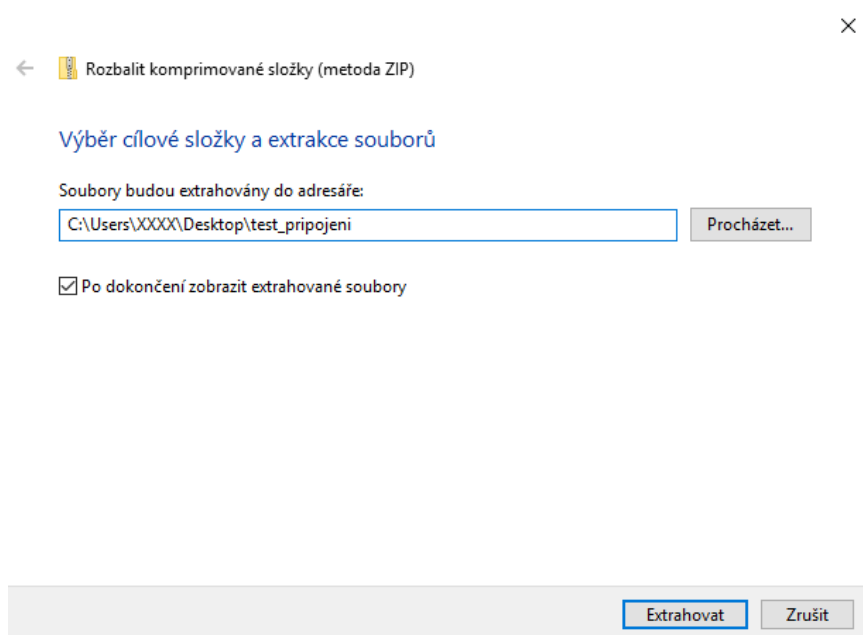 Rozbalit komprimované složky (metoda ZIP)
Výběr cílové složky a extrakce souborů
Soubory budou extrahovány do adresáře:
C:\Users\XXXX\Desktop\test_pripojeni
Procházet...
Po dokončení zobrazit extrahované soubory
Extrahovat
Zrušit